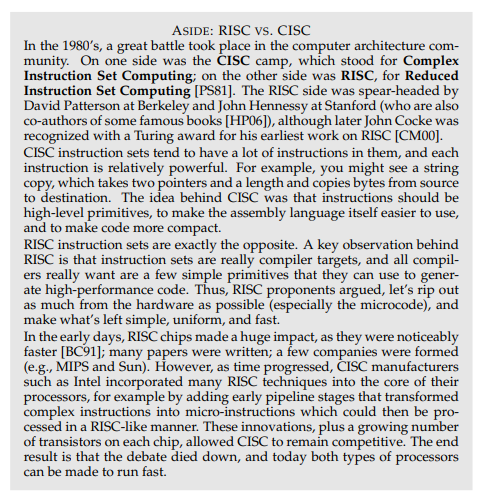 ASIDE: RISC VS. CISC
In the 1980's, a great battle took place in the computer architecture com-
munity. On one side was the CISC camp, which stood for Complex
Instruction Set Computing; on the other side was RISC, for Reduced
Instruction Set Computing [PS81]. The RISC side was spear-headed by
David Patterson at Berkeley and John Hennessy at Stanford (who are also
co-authors of some famous books [HP06]), although later John Cocke was
recognized with a Turing award for his earliest work on RISC [CM00].
CISC instruction sets tend to have a lot of instructions in them, and each
instruction is relatively powerful. For example, you might see a string
copy, which takes two pointers and a length and copies bytes from source
to destination. The idea behind CISC was that instructions should be
high-level primitives, to make the assembly language itself easier to use,
and to make code more compact.
RISC instruction sets are exactly the opposite. A key observation behind
RISC is that instruction sets are really compiler targets, and all compil-
ers really want are a few simple primitives that they can use to gener-
ate high-performance code. Thus, RISC proponents argued, let's rip out
as much from the hardware as possible (especially the microcode), and
make what's left simple, uniform, and fast.
In the early days, RISC chips made a huge impact, as they were noticeably
faster [BC91]; many papers were written; a few companies were formed
(e.g., MIPS and Sun). However, as time progressed, CISC manufacturers
such as Intel incorporated many RISC techniques into the core of their
processors, for example by adding early pipeline stages that transformed
complex instructions into micro-instructions which could then be pro-
cessed in a RISC-like manner. These innovations, plus a growing number
of transistors on each chip, allowed CISC to remain competitive. The end
result is that the debate died down, and today both types of processors
can be made to run fast.